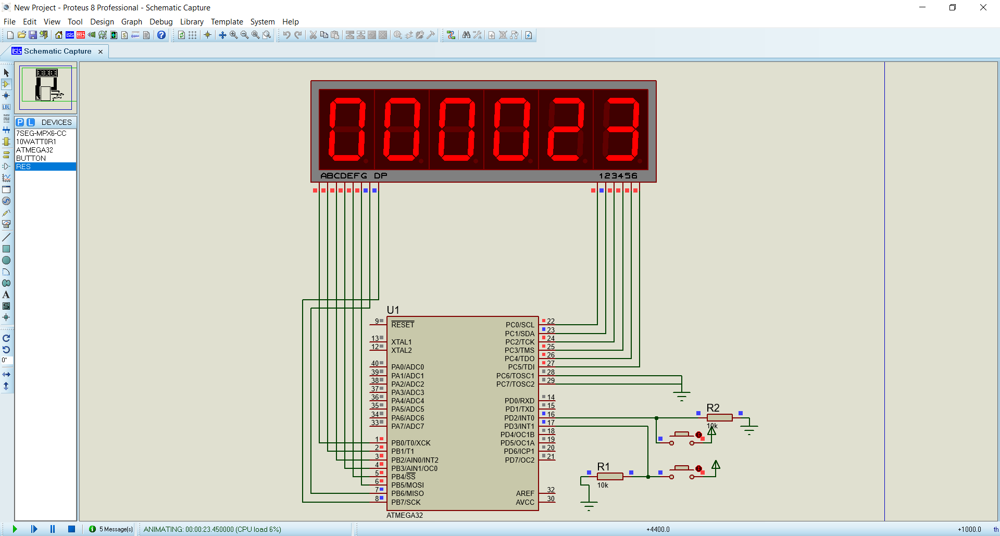 New Project - Proteus 8 Professional - Schematic Capture
File Edit View Tool Design Graph Debug Library Template System Help
Schematic Capture
P L DEVICES
7SEG-MPX6-CC
10WATT0R1
ATMEGA32
BUTTON
RES
0°
000023
ABCDEFG DP
123456
U1
9 RESET
13 XTAL1
12 XTAL2
40 PA0/ADC0
39 PA1/ADC1
38 PA2/ADC2
37 PA3/ADC3
36 PA4/ADC4
35 PA5/ADC5
34 PA6/ADC6
33 PA7/ADC7
1 PB0/T0/XCK
2 PB1/T1
3 PB2/AIN0/INT2
4 PB3/AIN1/OC0
5 PB4/SS
6 PB5/MOSI
7 PB6/MISO
8 PB7/SCK
PC0/SCL 22
PC1/SDA 23
PC2/TCK 24
PC3/TMS 25
PC4/TDO 26
PC5/TDI 27
PC6/TOSC1 28
PC7/TOSC2 29
PD0/RXD 14
PD1/TXD 15
PD2/INT0 16
PD3/INT1 17
PD4/OC1B 18
PD5/OC1A 19
PD6/ICP1 20
PD7/OC2 21
AREF 32
AVCC 30
ATMEGA32
R2
10k
R1
10k
5 Message(s) ANIMATING: 00:00:23.450000 (CPU load 6%) +4400.0 +1000.0 th